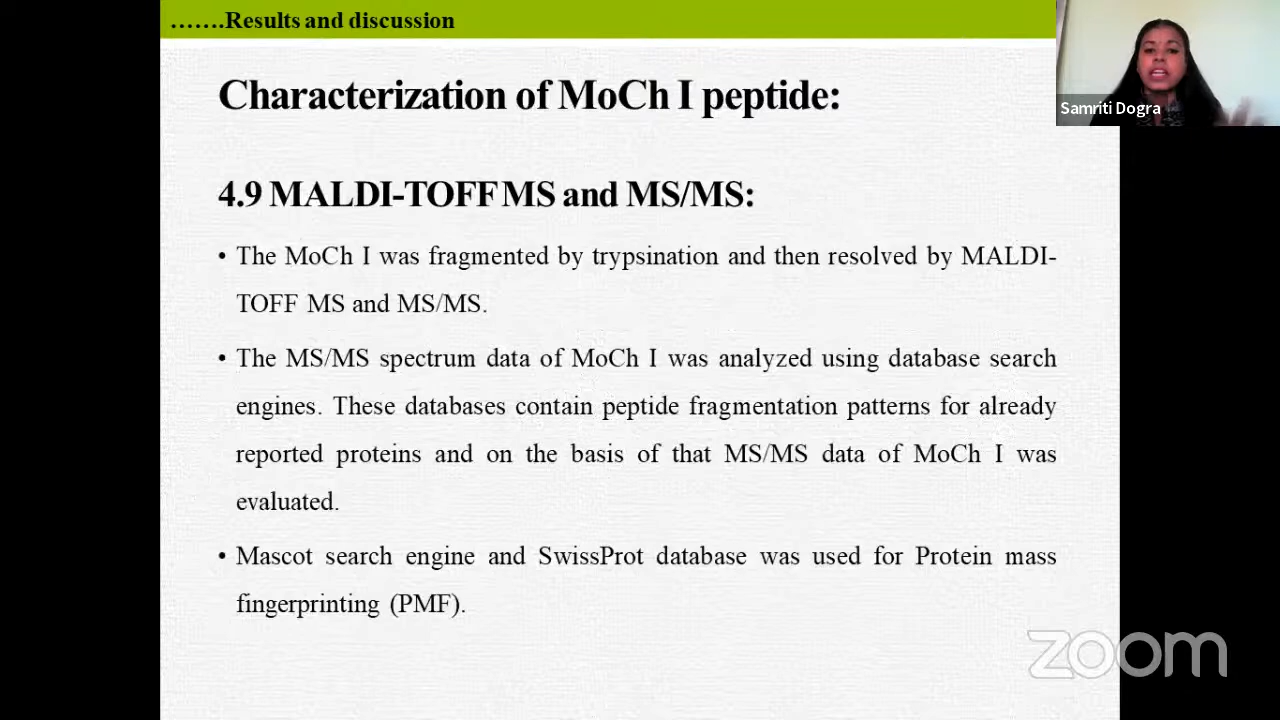 …….Results and discussion
Characterization of MoCh I peptide:
Samriti Dogra
4.9 MALDI-TOFF MS and MS/MS:
• The MoCh I was fragmented by trypsination and then resolved by MALDI-
TOFF MS and MS/MS.
• The MS/MS spectrum data of MoCh I was analyzed using database search
engines. These databases contain peptide fragmentation patterns for already
reported proteins and on the basis of that MS/MS data of MoCh I was
evaluated.
• Mascot search engine and SwissProt database was used for Protein mass
fingerprinting (PMF).
zoom